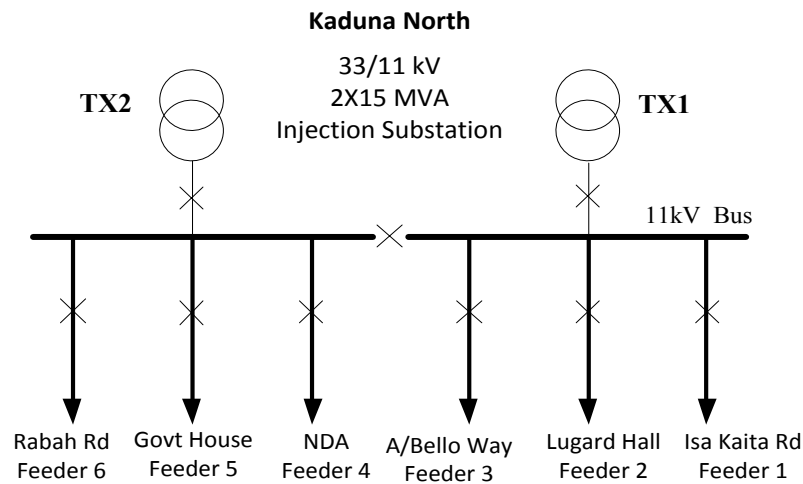 Kaduna North
33/11 kV
2X15 MVA
Injection Substation
TX2
TX1
11kV Bus
Rabah Rd
Feeder 6
Govt House
Feeder 5
NDA
Feeder 4
A/Bello Way
Feeder 3
Lugard Hall
Feeder 2
Isa Kaita Rd
Feeder 1